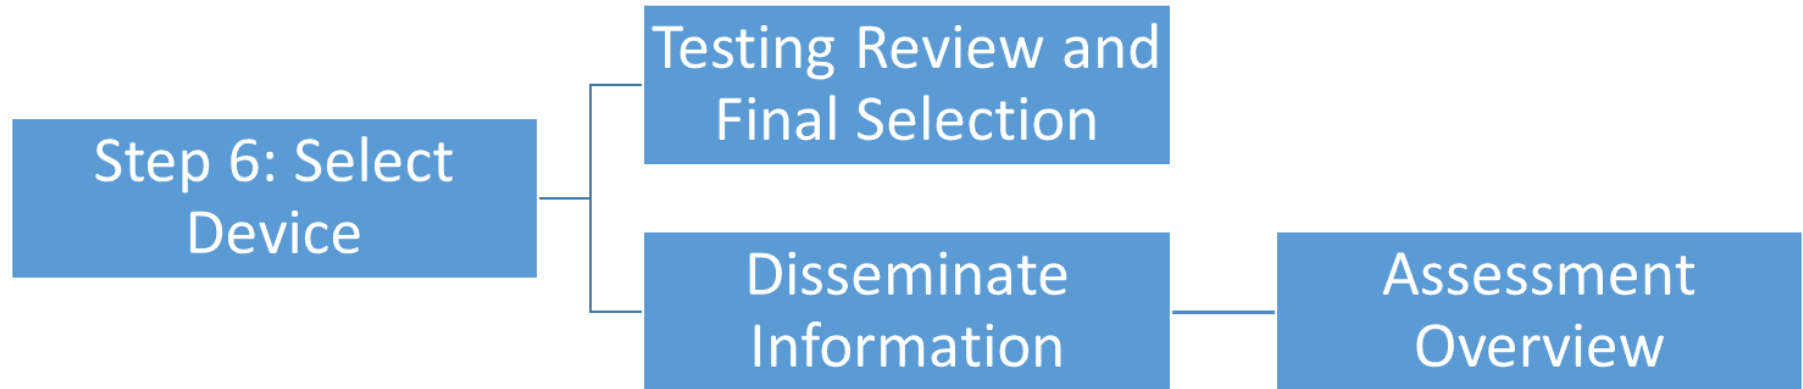 Step 6: Select
Device
Testing Review and
Final Selection
Disseminate
Information
Assessment
Overview